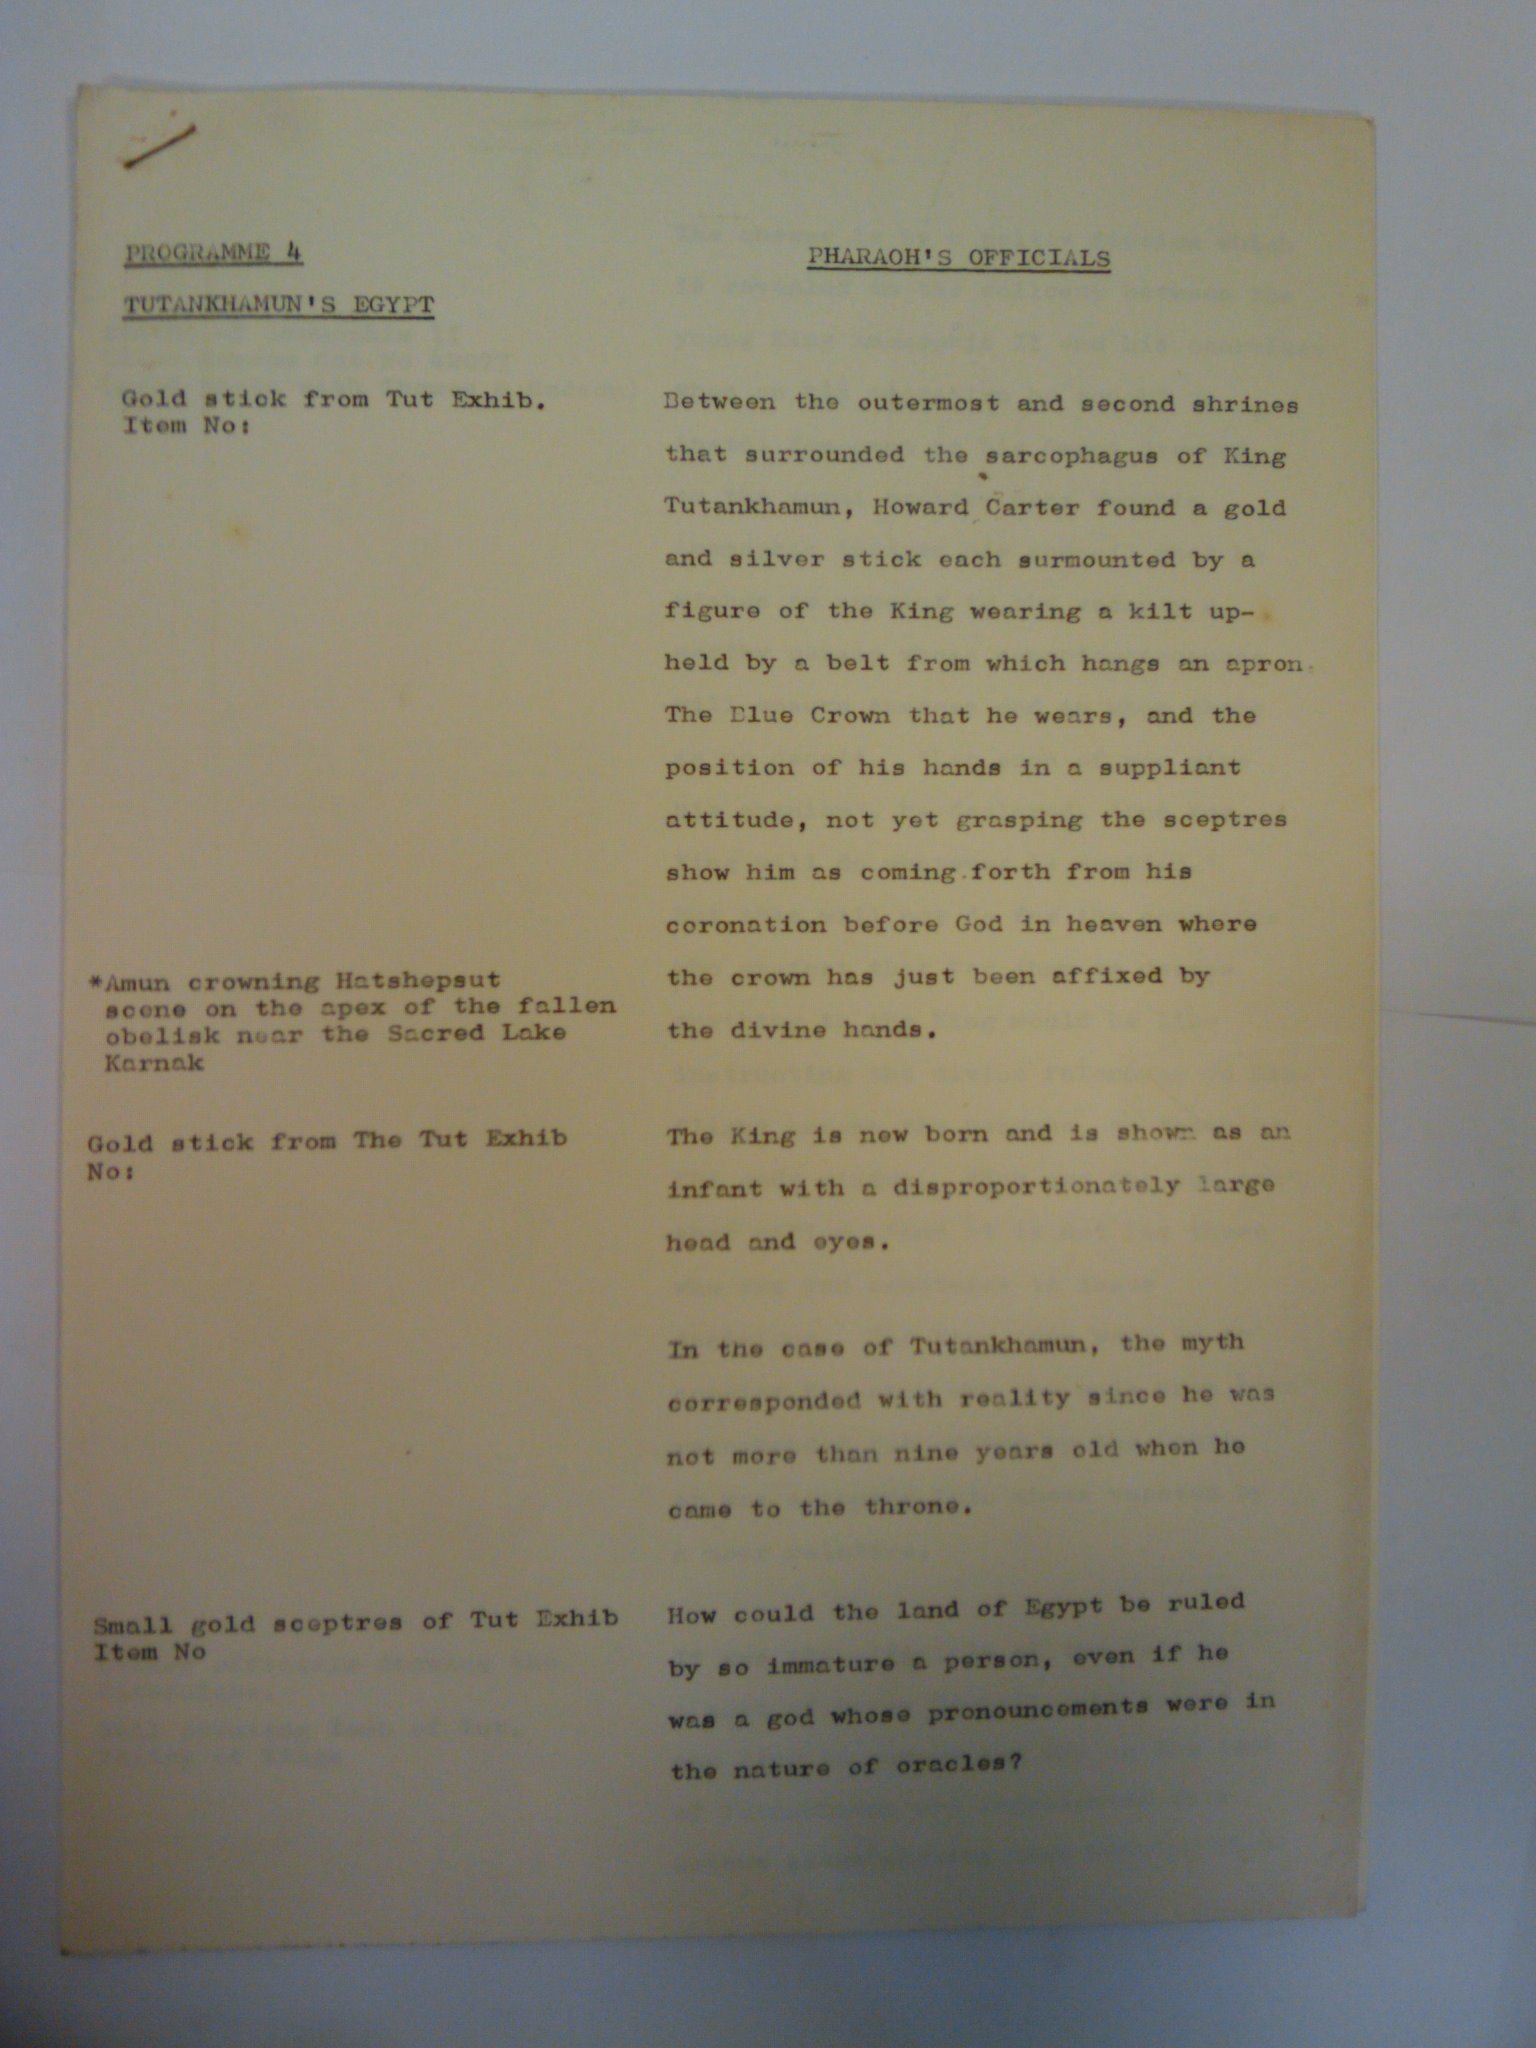 PROGRAMME 4
TUTANKHAMUN'S EGYPT
PHARAOH'S OFFICIALS
Gold stick from Tut Exhib.
Item No:
Between the outermost and second shrines
that surrounded the sarcophagus of King
Tutankhamun, Howard Carter found a gold
and silver stick each surmounted by a
figure of the King wearing a kilt up-
held by a belt from which hangs an apron.
The Blue Crown that he wears, and the
position of his hands in a suppliant
attitude, not yet grasping the sceptres
show him as coming forth from his
coronation before God in heaven where
the crown has just been affixed by
the divine hands.
*Amun crowning Hatshepsut
scene on the apex of the fallen
obelisk near the Sacred Lake
Karnak
Gold stick from The Tut Exhib
No:
The King is new born and is shown as an
infant with a disproportionately large
head and eyes.
In the case of Tutankhamun, the myth
corresponded with reality since he was
not more than nine years old when he
came to the throne.
Small gold sceptres of Tut Exhib
Item No
How could the land of Egypt be ruled
by so immature a person, even if he
was a god whose pronouncements were in
the nature of oracles?